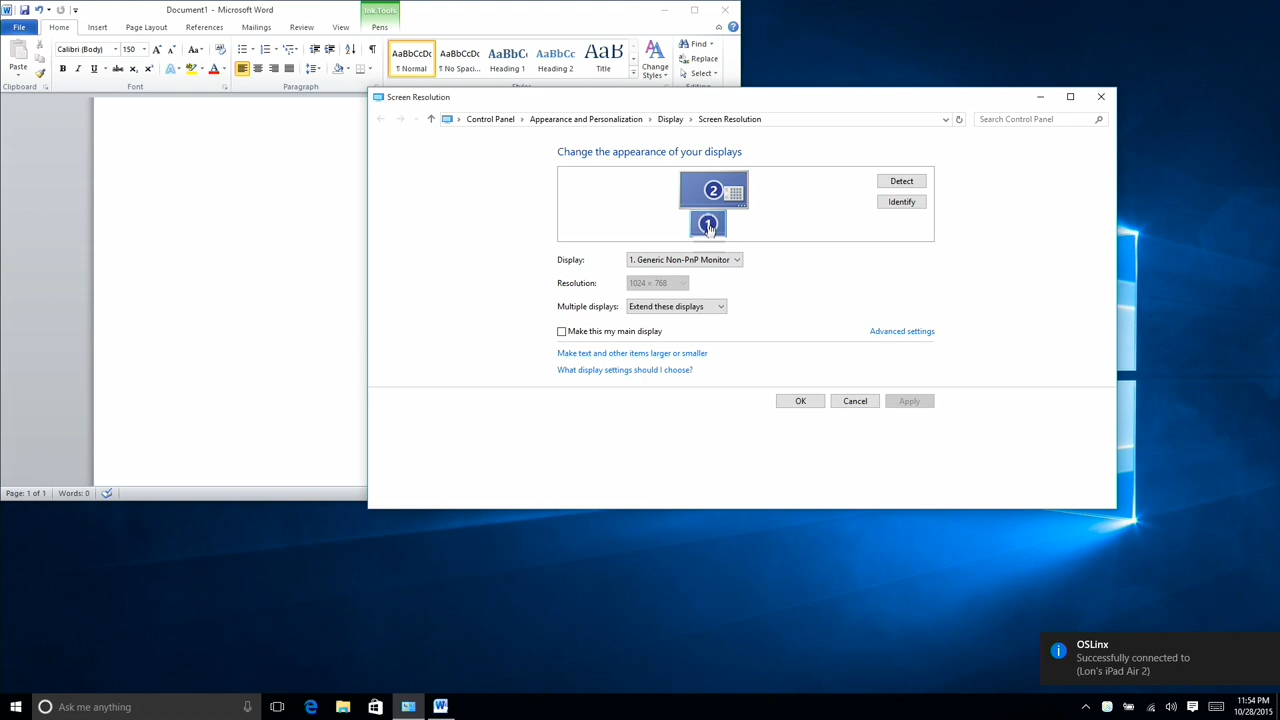 Document1 - Microsoft Word
Ink Tools
File Home Insert Page Layout References Mailings Review View Pens
Paste
Calibri (Body) 150
B I U abc x₂ x²
AaBbCcDc AaBbCcDc AaBbCc AaBbCc AaB
¶ Normal ¶ No Spaci... Heading 1 Heading 2 Title
Change
Styles
Find
Replace
Select
Clipboard Font Paragraph Styles Editing
Screen Resolution
Control Panel Appearance and Personalization Display Screen Resolution
Search Control Panel
Change the appearance of your displays
2
1
Detect
Identify
Display: 1. Generic Non-PnP Monitor
Resolution: 1024 × 768
Multiple displays: Extend these displays
Make this my main display
Advanced settings
Make text and other items larger or smaller
What display settings should I choose?
OK Cancel Apply
Page: 1 of 1 Words: 0
OSLinx
Successfully connected to
(Lon's iPad Air 2)
Ask me anything
11:54 PM
10/28/2015